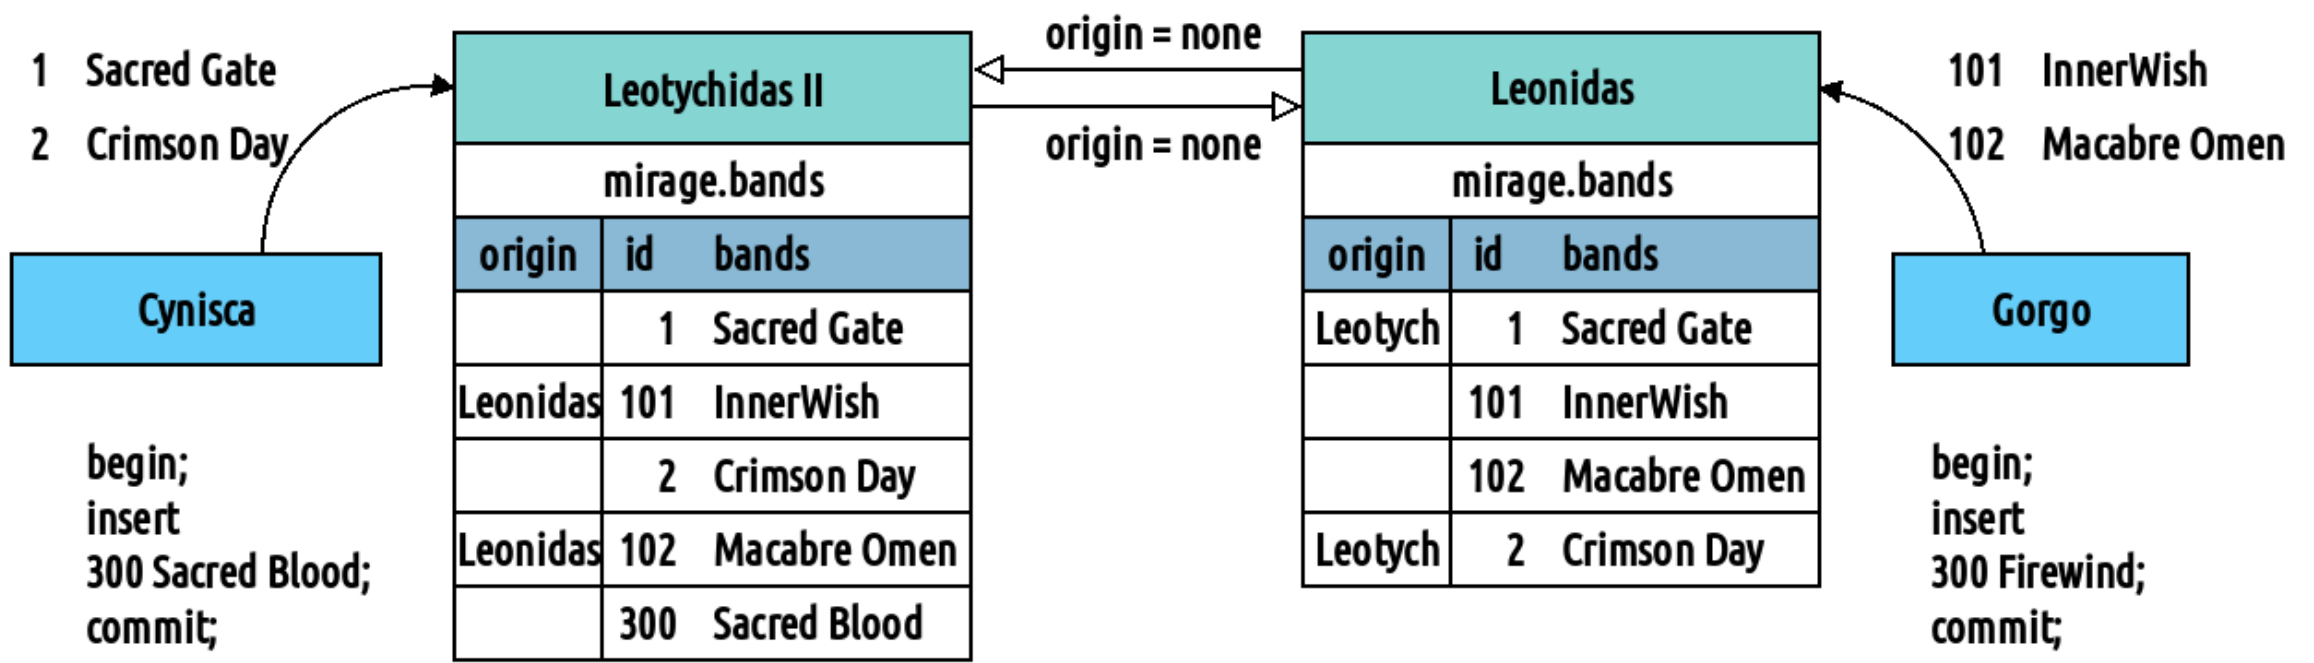 1 Sacred Gate
2 Crimson Day
Cynisca
begin;
insert
300 Sacred Blood;
commit;
Leotychidas II
mirage.bands
origin id bands
1 Sacred Gate
Leonidas 101 InnerWish
2 Crimson Day
Leonidas 102 Macabre Omen
300 Sacred Blood
origin = none
origin = none
Leonidas
mirage.bands
origin id bands
Leotych 1 Sacred Gate
101 InnerWish
102 Macabre Omen
Leotych 2 Crimson Day
101 InnerWish
102 Macabre Omen
Gorgo
begin;
insert
300 Firewind;
commit;